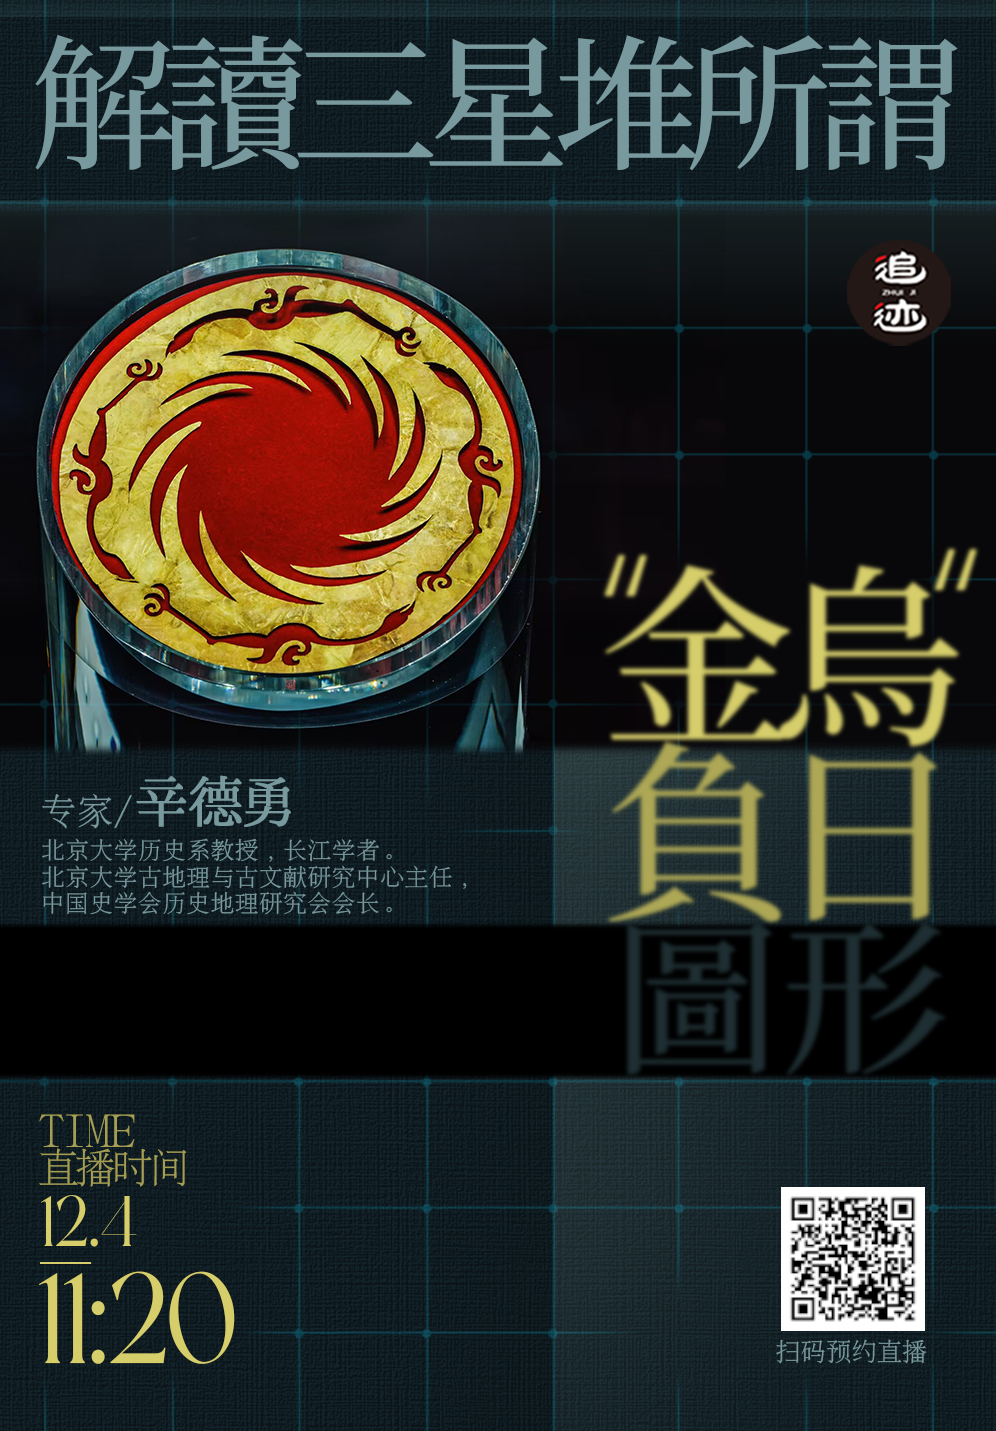 解讀三星堆所謂
追
ZHUI JI
迹
"金烏"
負日
圖形
专家/辛德勇
北京大学历史系教授，长江学者。
北京大学古地理与古文献研究中心主任，
中国史学会历史地理研究会会长。
TIME
直播时间
12.4
11:20
扫码预约直播